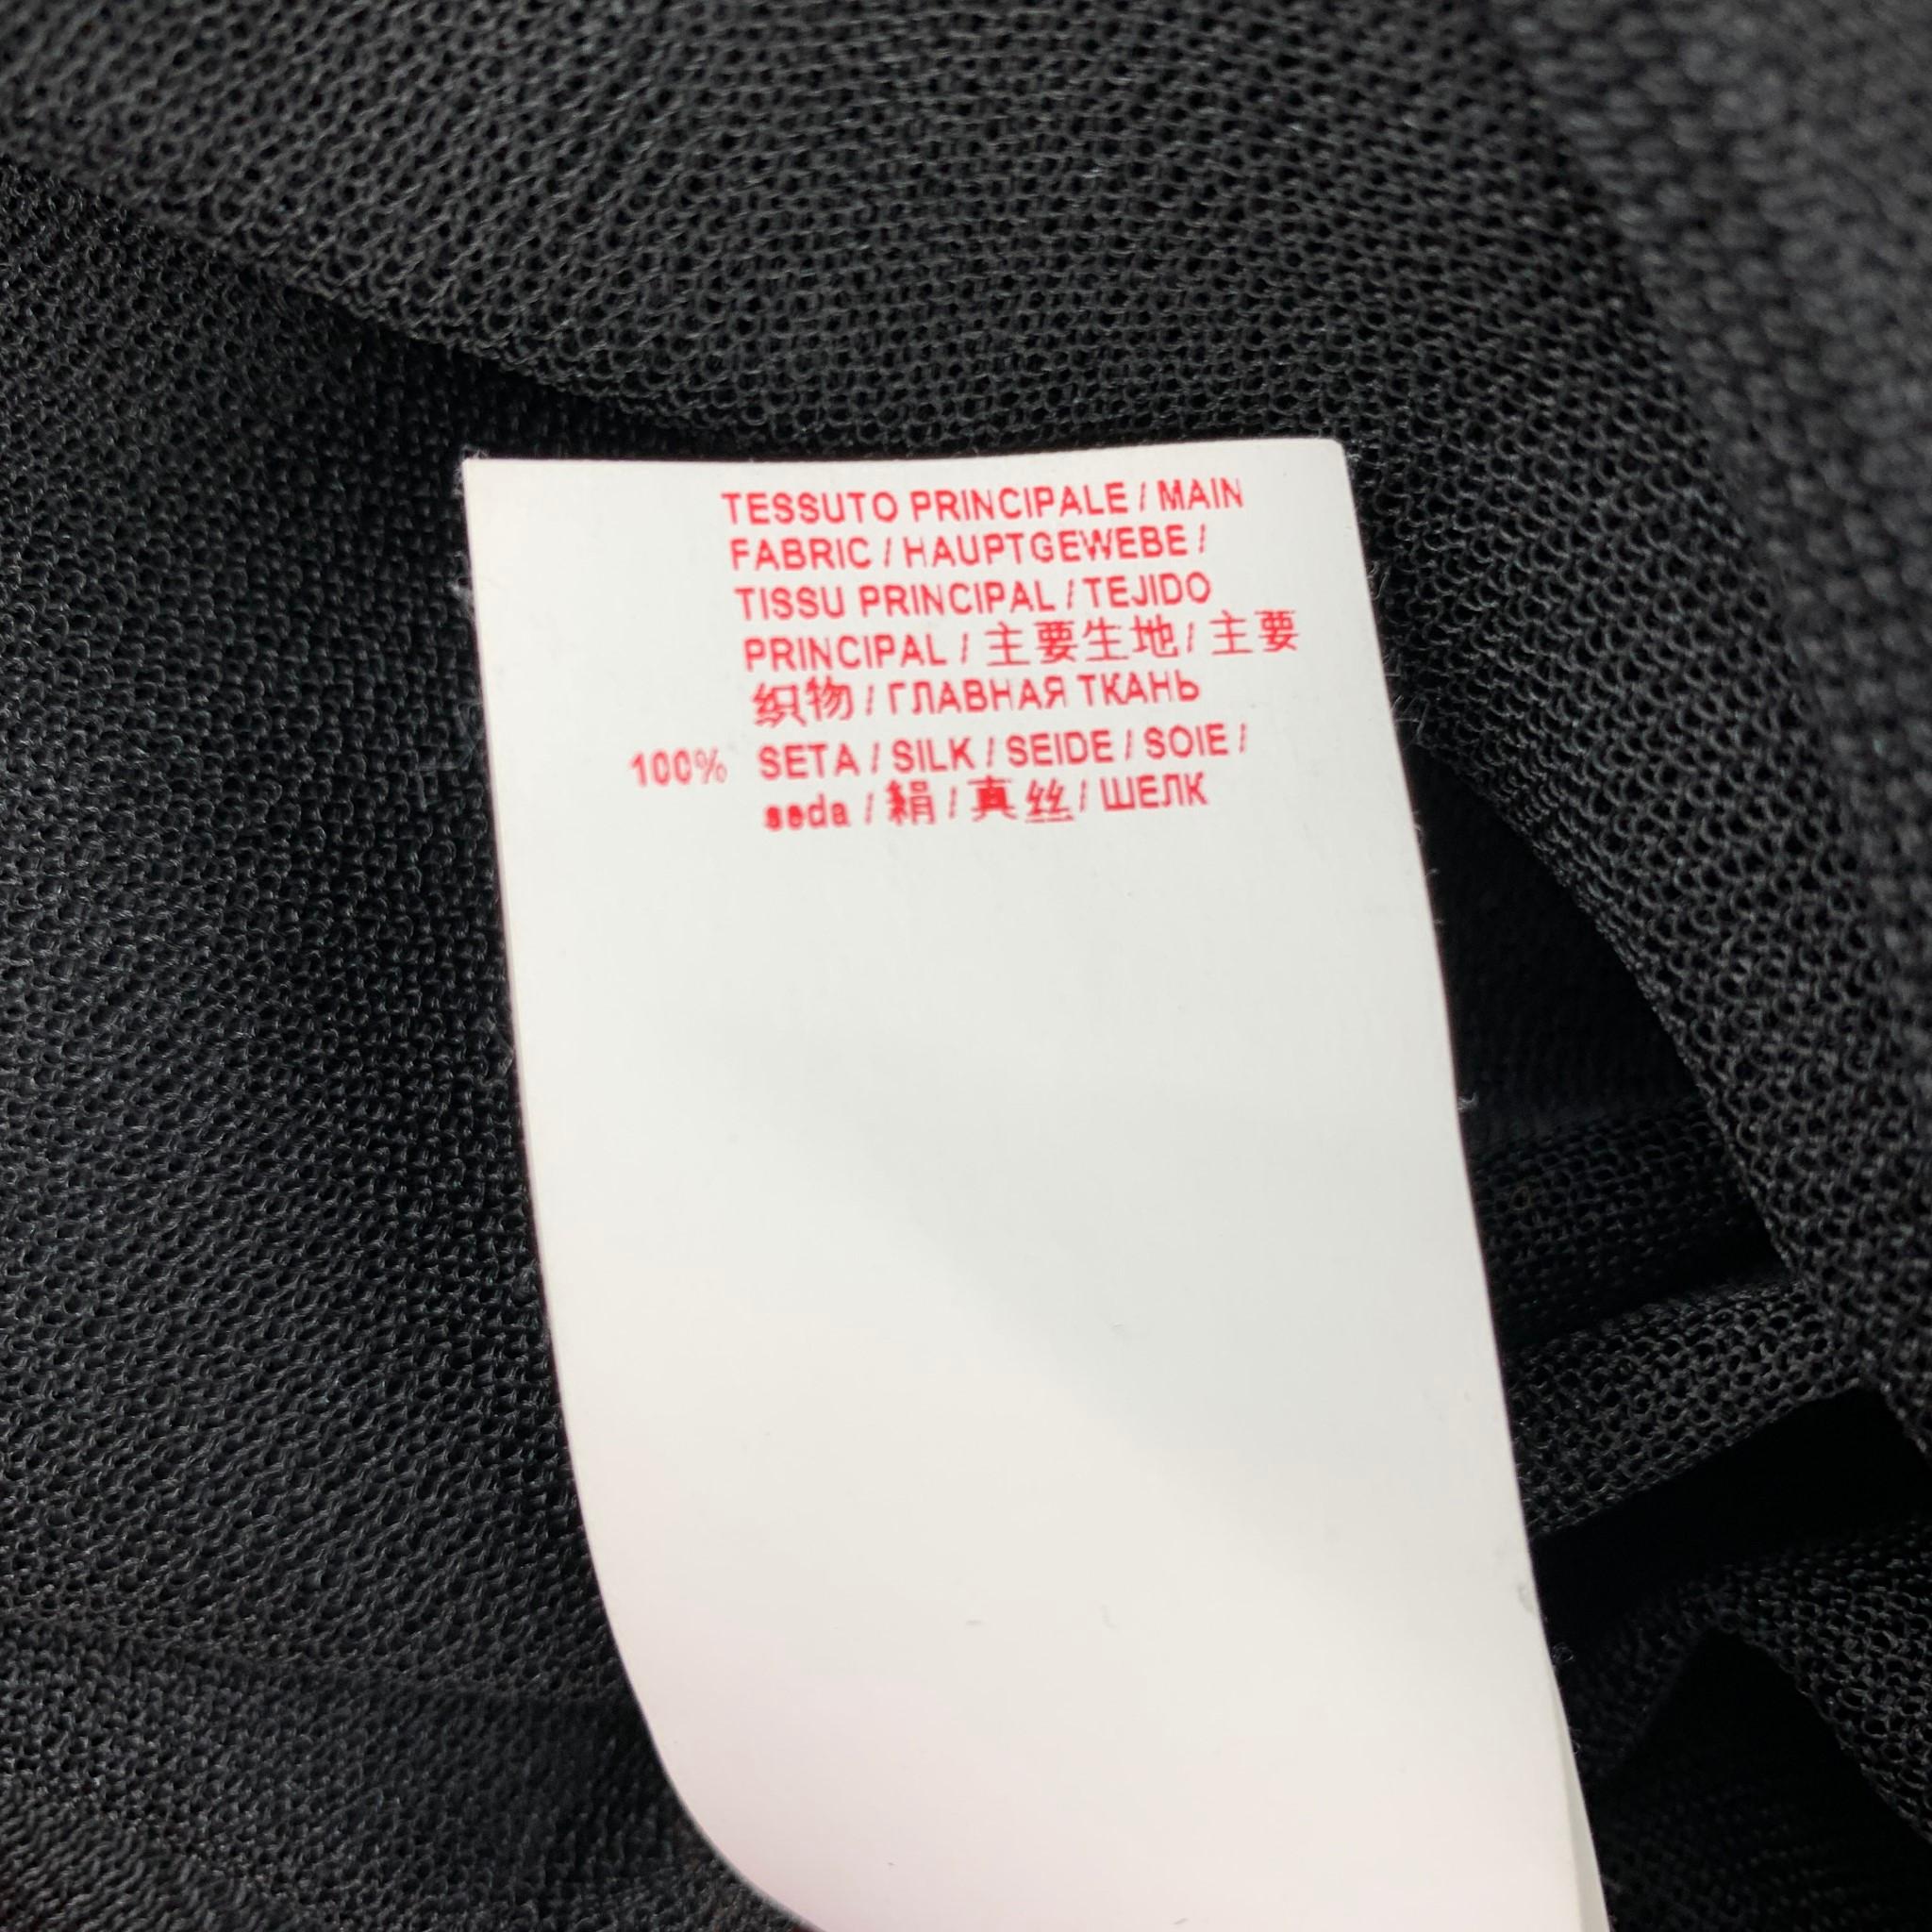 TESSUTO PRINCIPALE / MAIN
FABRIC / HAUPTGEWEBE /
TISSU PRINCIPAL / TEJIDO
PRINCIPAL / 主要生地 / 主要
织物 / ГЛАВНАЯ ТКАНЬ
100% SETA / SILK / SEIDE / SOIE /
seda / 絹 / 真丝 / ШЕЛК